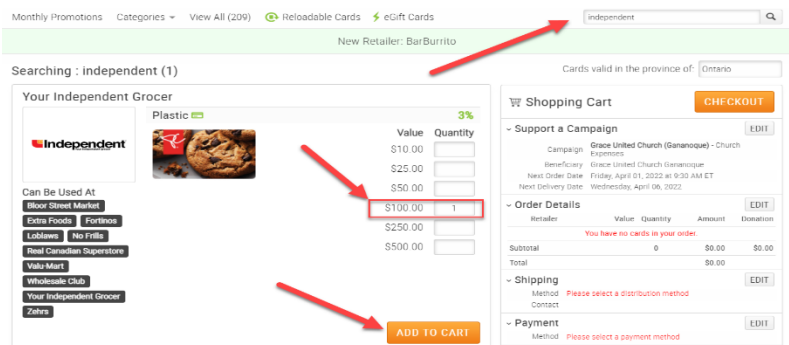 Monthly Promotions Categories View All (209) Reloadable Cards eGift Cards
independent
New Retailer: BarBurrito
Searching : independent (1)
Cards valid in the province of: Ontario
Your Independent Grocer
Plastic 3%
Independent
Value Quantity
$10.00
$25.00
$50.00
$100.00 1
$250.00
$500.00
Can Be Used At
Bloor Street Market
Extra Foods Fortinos
Loblaws No Frills
Real Canadian Superstore
Valu-Mart
Wholesale Club
Your Independent Grocer
Zehrs
ADD TO CART
Shopping Cart CHECKOUT
Support a Campaign EDIT
Campaign Grace United Church (Gananoque) - Church Expenses
Beneficiary Grace United Church Gananoque
Next Order Date Friday, April 01, 2022 at 9:30 AM ET
Next Delivery Date Wednesday, April 06, 2022
Order Details EDIT
Retailer Value Quantity Amount Donation
You have no cards in your order.
Subtotal 0 $0.00 $0.00
Total $0.00
Shipping EDIT
Method Please select a distribution method
Contact
Payment EDIT
Method Please select a payment method